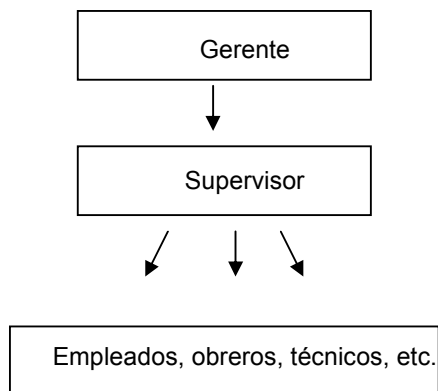 Gerente
Supervisor
Empleados, obreros, técnicos, etc.